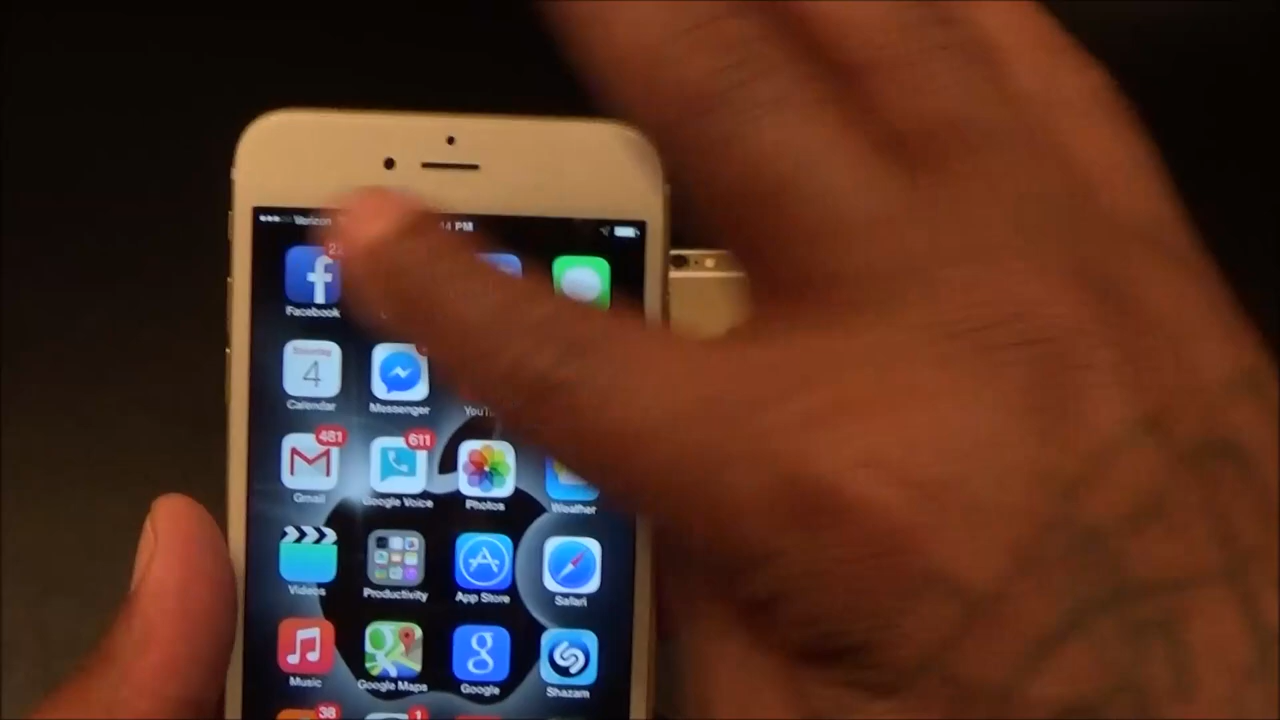 Verizon
PM
Facebook
4
Calendar
Messenger
481
611
Gmail
Google Voice
Photos
Weather
Videos
Productivity
App Store
Safari
Music
Google Maps
Google
Shazam
38
1